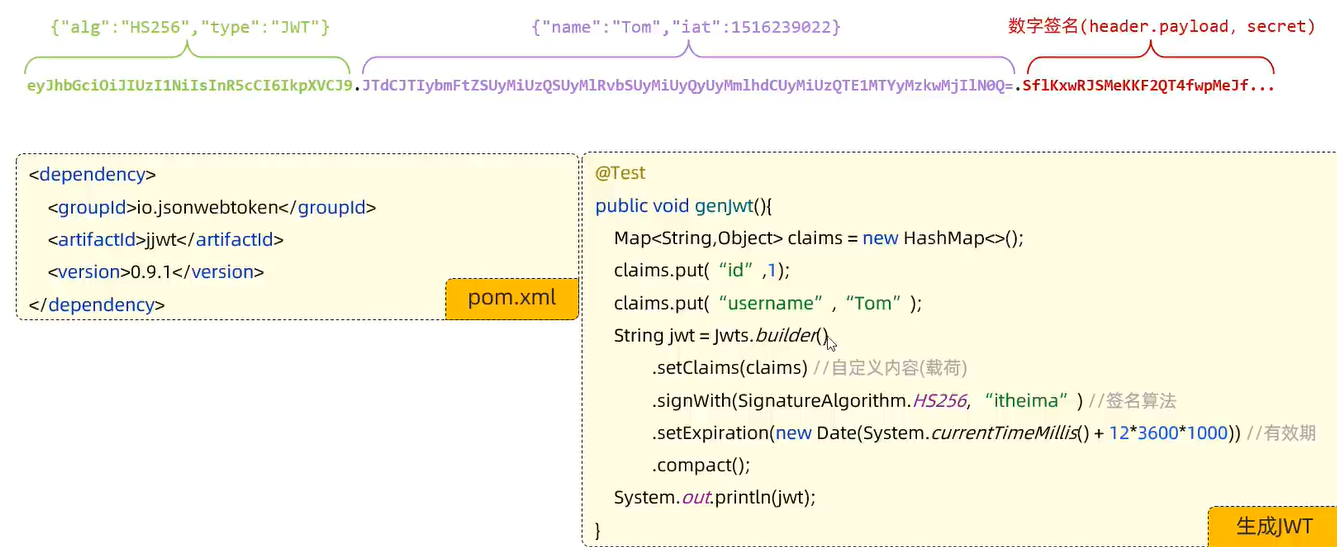 {"alg":"HS256","type":"JWT"}
{"name":"Tom","iat":1516239022}
数字签名(header.payload, secret)
eyJhbGciOiJIUzI1NiIsInR5cCI6IkpXVCJ9.JTdCJTIybmFtZSUyMiUzQSUyMlRvbSUyMiUyQyUyMmlhdCUyMiUzQTE1MTYyMzkwMjIlN0Q=.SflKxwRJSMeKKF2QT4fwpMeJf...
<dependency>
<groupId>io.jsonwebtoken</groupId>
<artifactId>jjwt</artifactId>
<version>0.9.1</version>
</dependency>
pom.xml
@Test
public void genJwt(){
Map<String,Object> claims = new HashMap<>();
claims.put(“id”,1);
claims.put(“username”,“Tom”);
String jwt = Jwts.builder()
.setClaims(claims) //自定义内容(载荷)
.signWith(SignatureAlgorithm.HS256, “itheima”) //签名算法
.setExpiration(new Date(System.currentTimeMillis() + 12*3600*1000)) //有效期
.compact();
System.out.println(jwt);
}
生成JWT